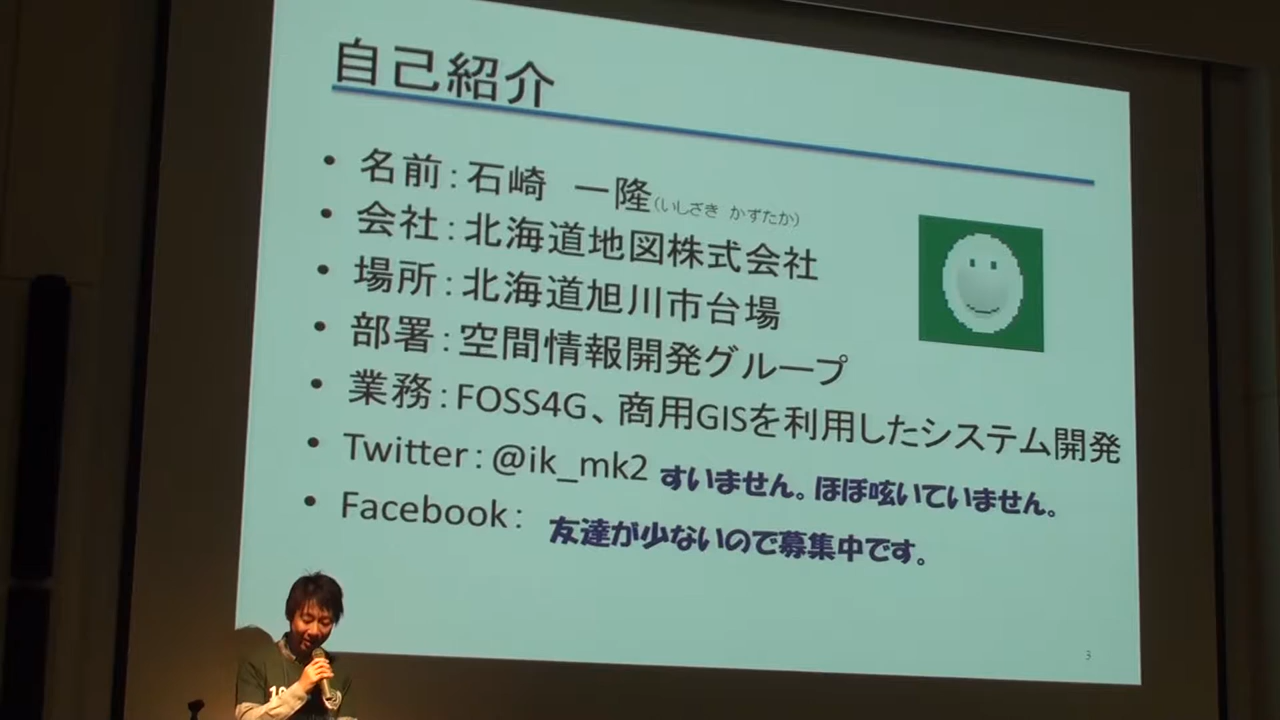 自己紹介
• 名前：石崎　一隆(いしざき　かずたか)
• 会社：北海道地図株式会社
• 場所：北海道旭川市台場
• 部署：空間情報開発グループ
• 業務：FOSS4G、商用GISを利用したシステム開発
• Twitter：@ik_mk2 すいません。ほぼ呟いていません。
• Facebook： 友達が少ないので募集中です。
3